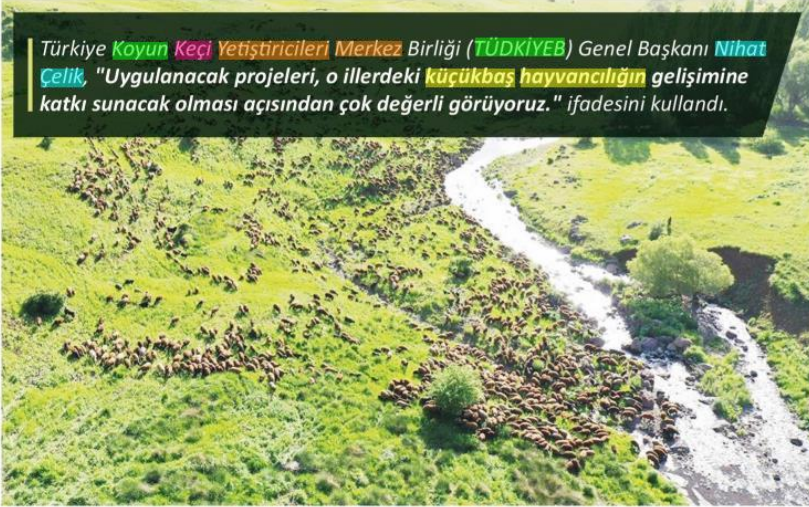 Türkiye Koyun Keçi Yetiştiricileri Merkez Birliği (TÜDKİYEB) Genel Başkanı Nihat
Çelik, "Uygulanacak projeleri, o illerdeki küçükbaş hayvancılığın gelişimine
katkı sunacak olması açısından çok değerli görüyoruz." ifadesini kullandı.